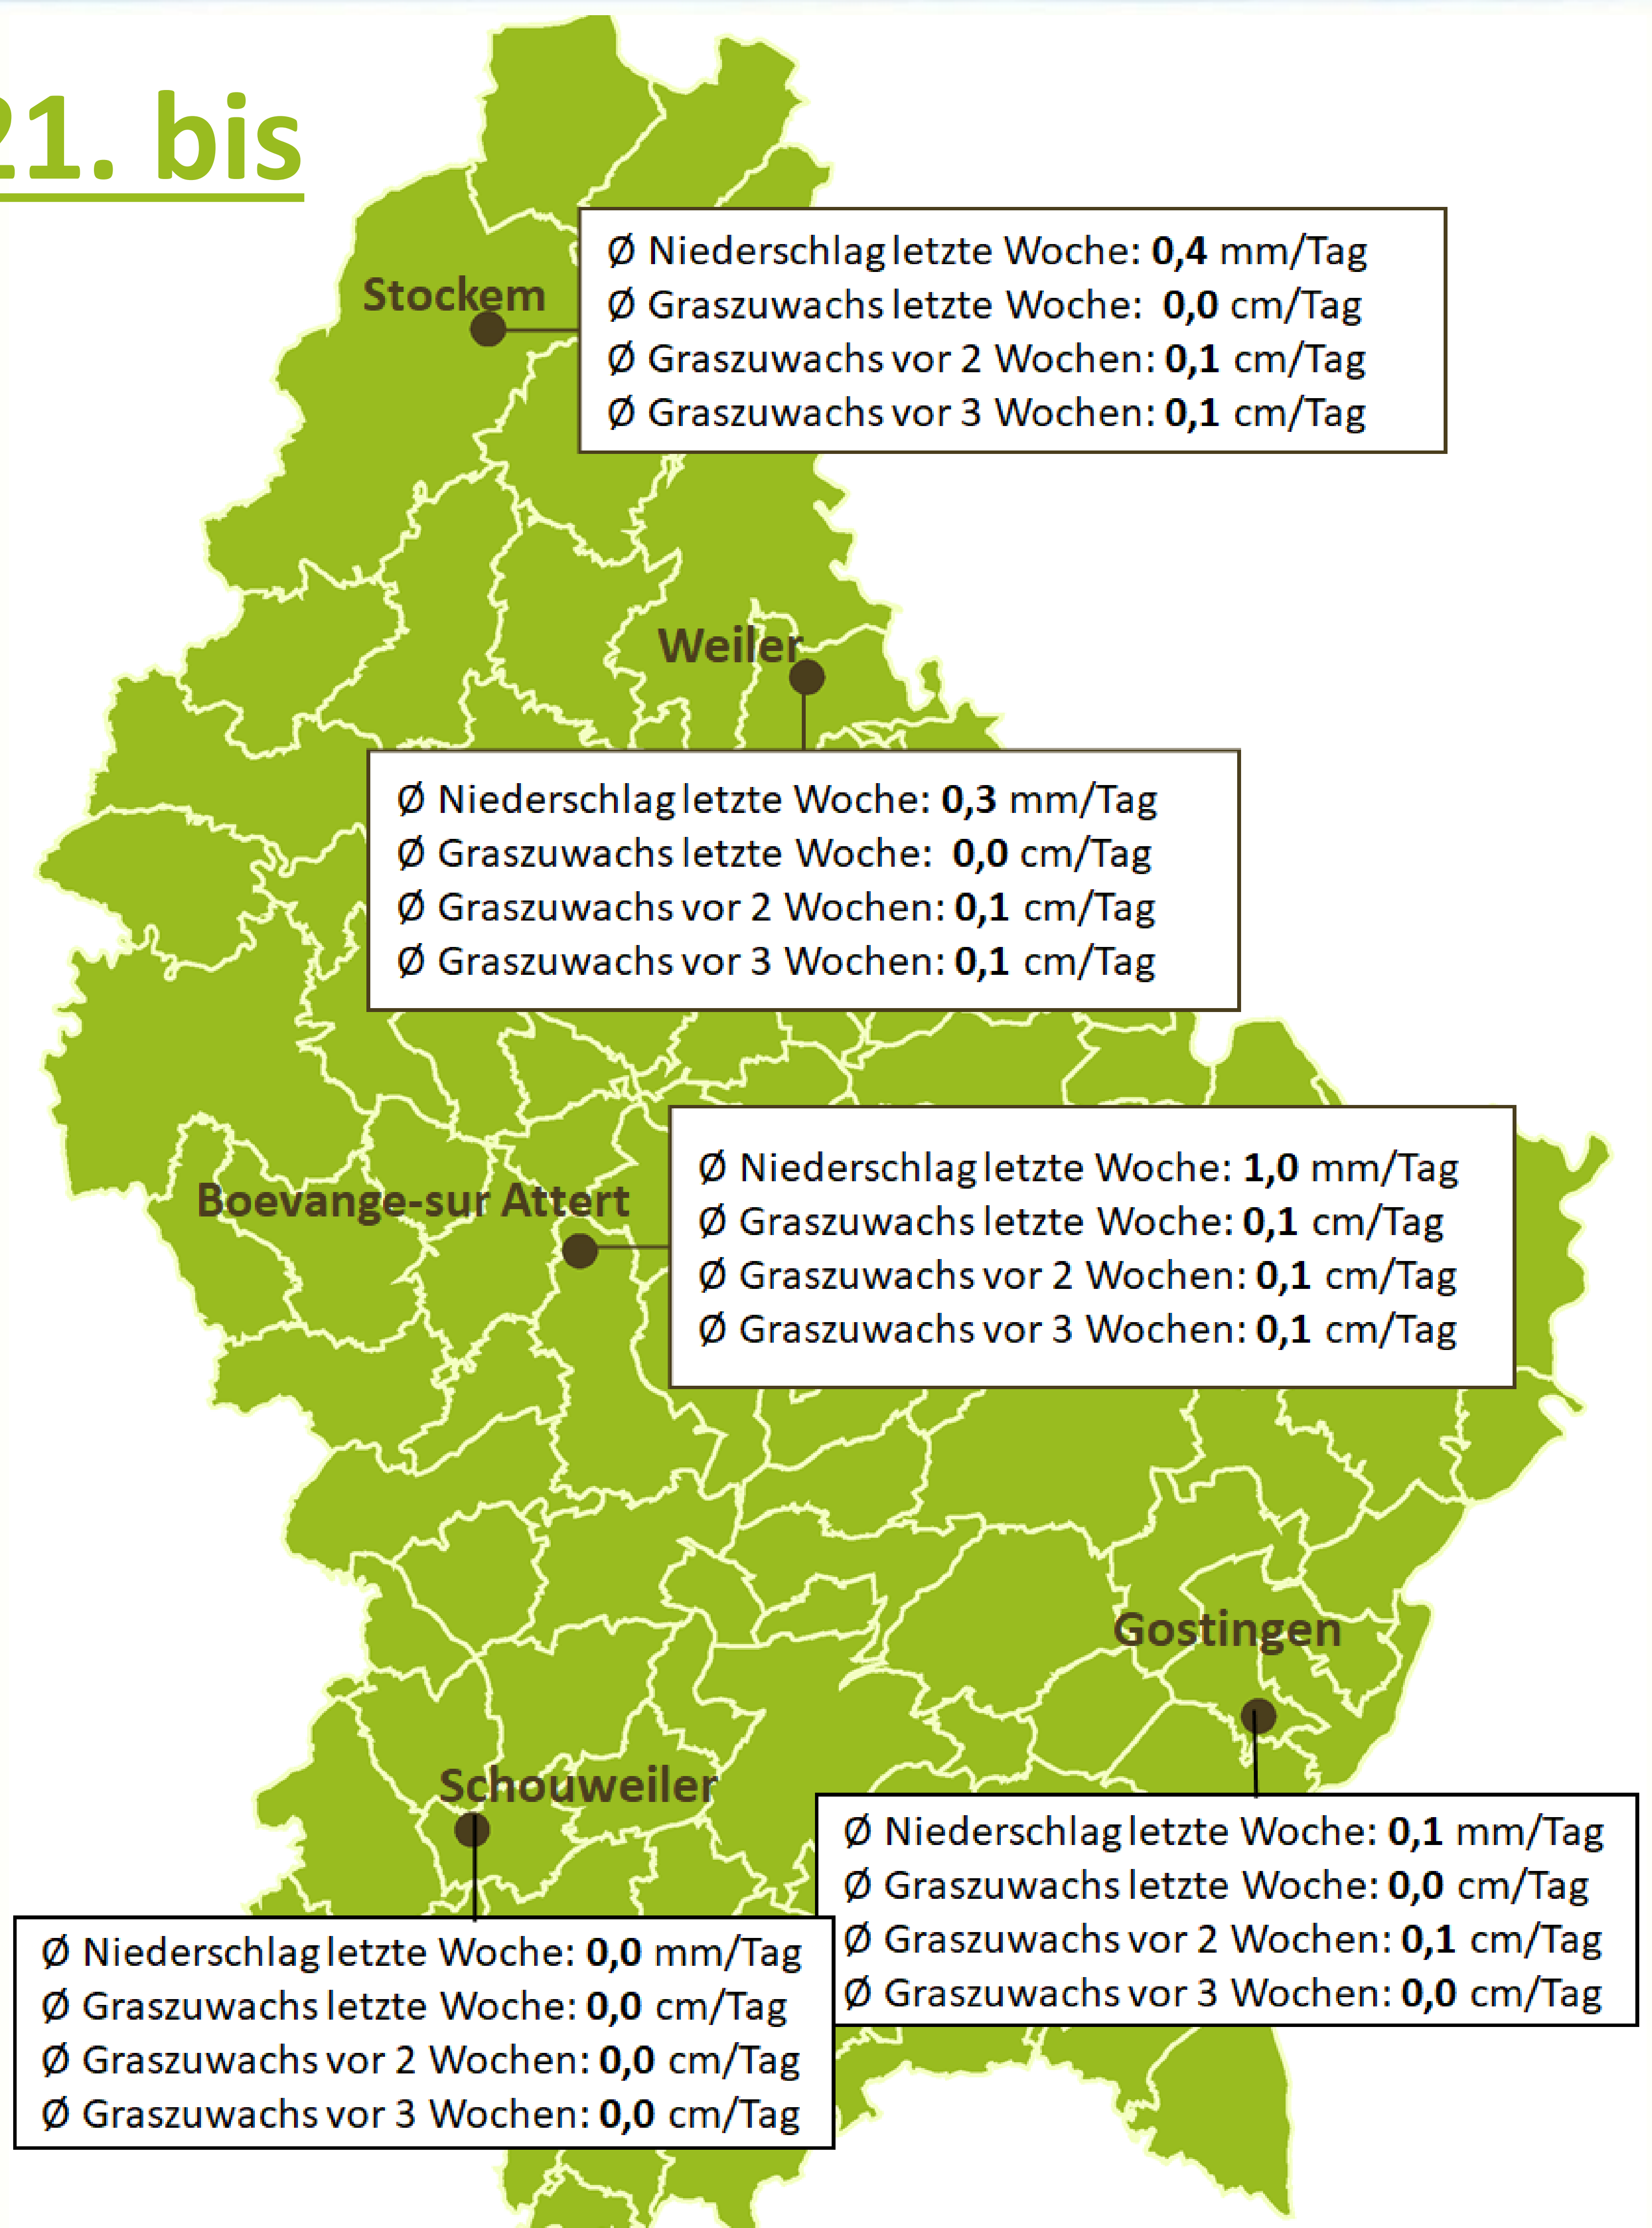 21. bis
Stockem
Ø Niederschlag letzte Woche: 0,4 mm/Tag
Ø Graszuwachs letzte Woche: 0,0 cm/Tag
Ø Graszuwachs vor 2 Wochen: 0,1 cm/Tag
Ø Graszuwachs vor 3 Wochen: 0,1 cm/Tag
Weiler
Ø Niederschlag letzte Woche: 0,3 mm/Tag
Ø Graszuwachs letzte Woche: 0,0 cm/Tag
Ø Graszuwachs vor 2 Wochen: 0,1 cm/Tag
Ø Graszuwachs vor 3 Wochen: 0,1 cm/Tag
Boevange-sur Attert
Ø Niederschlag letzte Woche: 1,0 mm/Tag
Ø Graszuwachs letzte Woche: 0,1 cm/Tag
Ø Graszuwachs vor 2 Wochen: 0,1 cm/Tag
Ø Graszuwachs vor 3 Wochen: 0,1 cm/Tag
Gostingen
Ø Niederschlag letzte Woche: 0,1 mm/Tag
Ø Graszuwachs letzte Woche: 0,0 cm/Tag
Ø Graszuwachs vor 2 Wochen: 0,1 cm/Tag
Ø Graszuwachs vor 3 Wochen: 0,0 cm/Tag
Schouweiler
Ø Niederschlag letzte Woche: 0,0 mm/Tag
Ø Graszuwachs letzte Woche: 0,0 cm/Tag
Ø Graszuwachs vor 2 Wochen: 0,0 cm/Tag
Ø Graszuwachs vor 3 Wochen: 0,0 cm/Tag